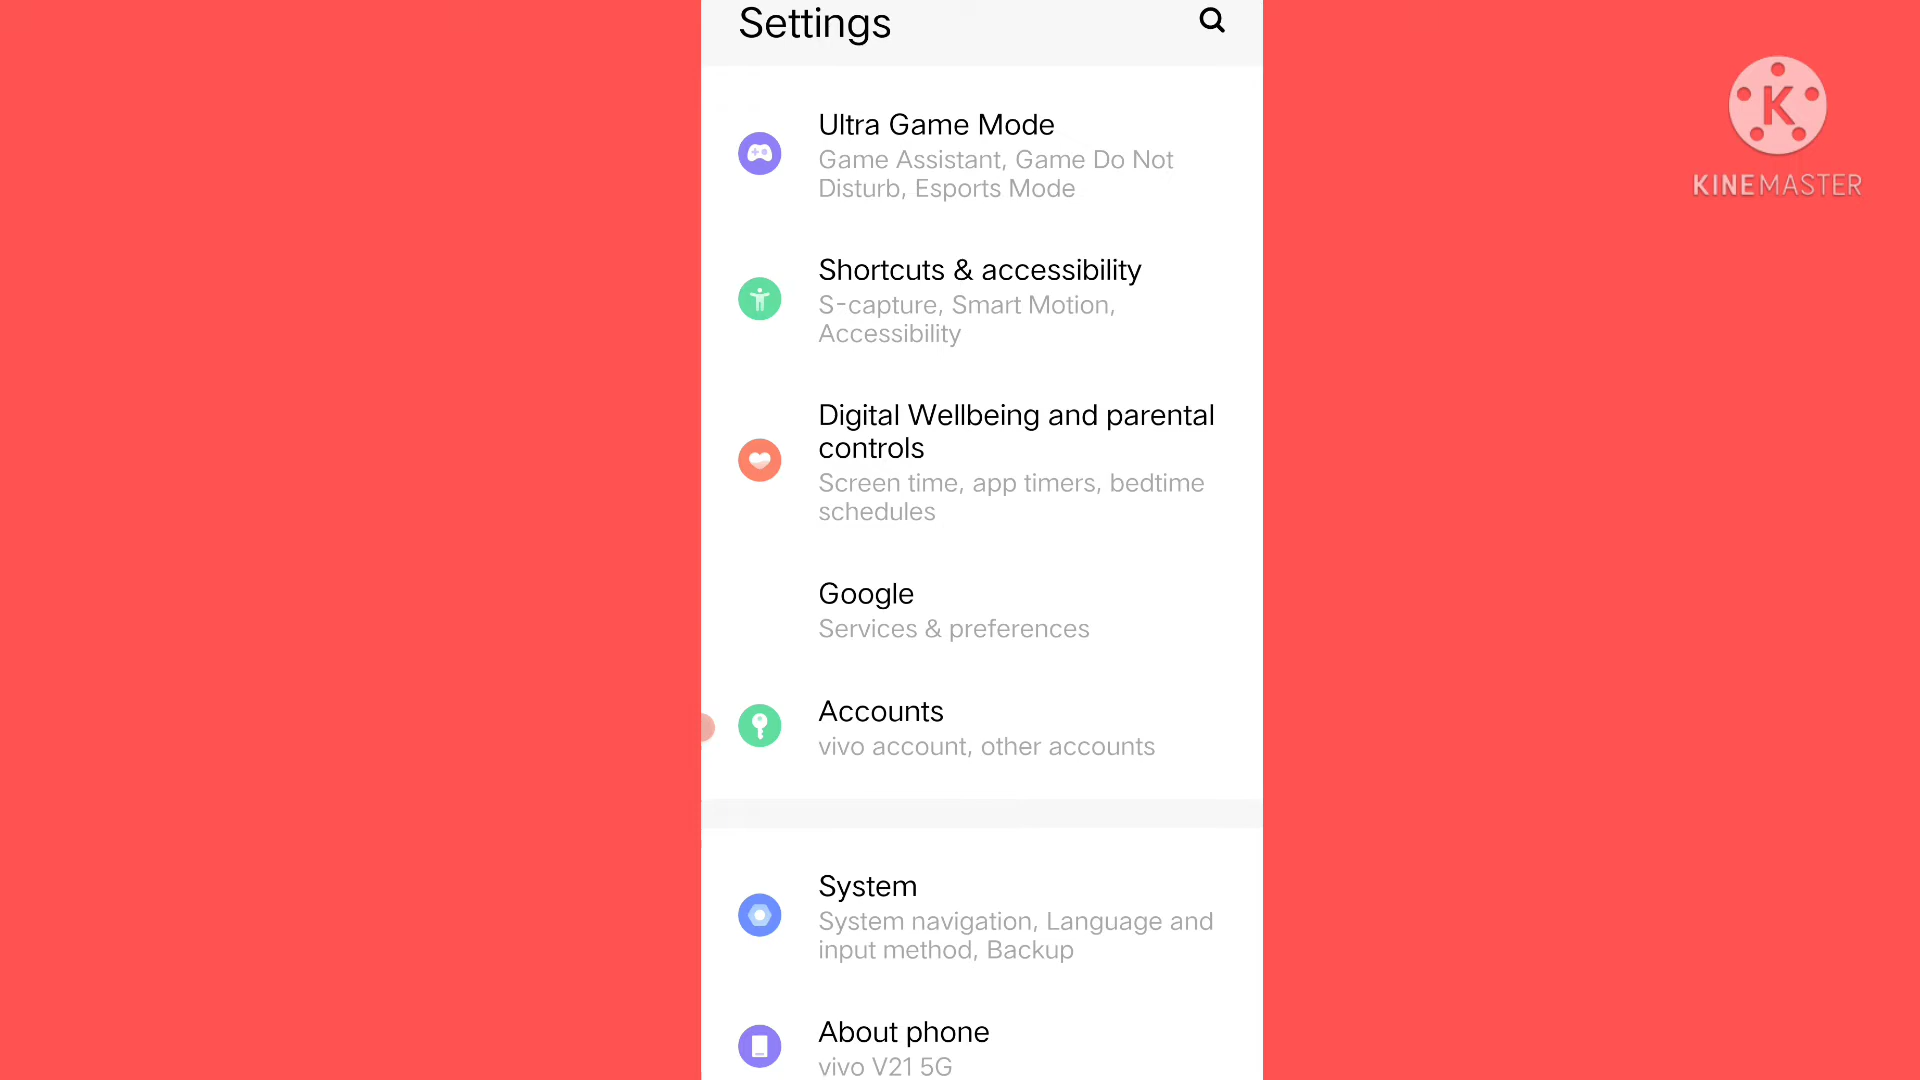 Settings
K
KINEMASTER
Ultra Game Mode
Game Assistant, Game Do Not
Disturb, Esports Mode
Shortcuts & accessibility
S-capture, Smart Motion,
Accessibility
Digital Wellbeing and parental
controls
Screen time, app timers, bedtime
schedules
Google
Services & preferences
Accounts
vivo account, other accounts
System
System navigation, Language and
input method, Backup
About phone
vivo V21 5G